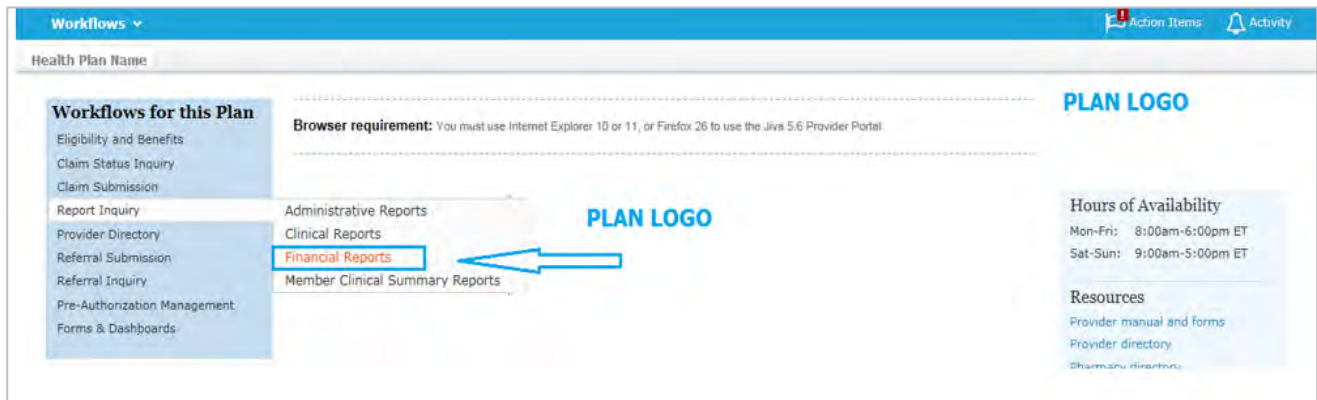 Workflows
Action Items
Activity
Health Plan Name
Workflows for this Plan
Eligibility and Benefits
Claim Status Inquiry
Claim Submission
Report Inquiry
Provider Directory
Referral Submission
Referral Inquiry
Pre-Authorization Management
Forms & Dashboards
Browser requirement: You must use Internet Explorer 10 or 11, or Firefox 26 to use the Jiva 5.6 Provider Portal
Administrative Reports
Clinical Reports
Financial Reports
Member Clinical Summary Reports
PLAN LOGO
PLAN LOGO
Hours of Availability
Mon-Fri: 8:00am-6:00pm ET
Sat-Sun: 9:00am-5:00pm ET
Resources
Provider manual and forms
Provider directory
Pharmacy directory